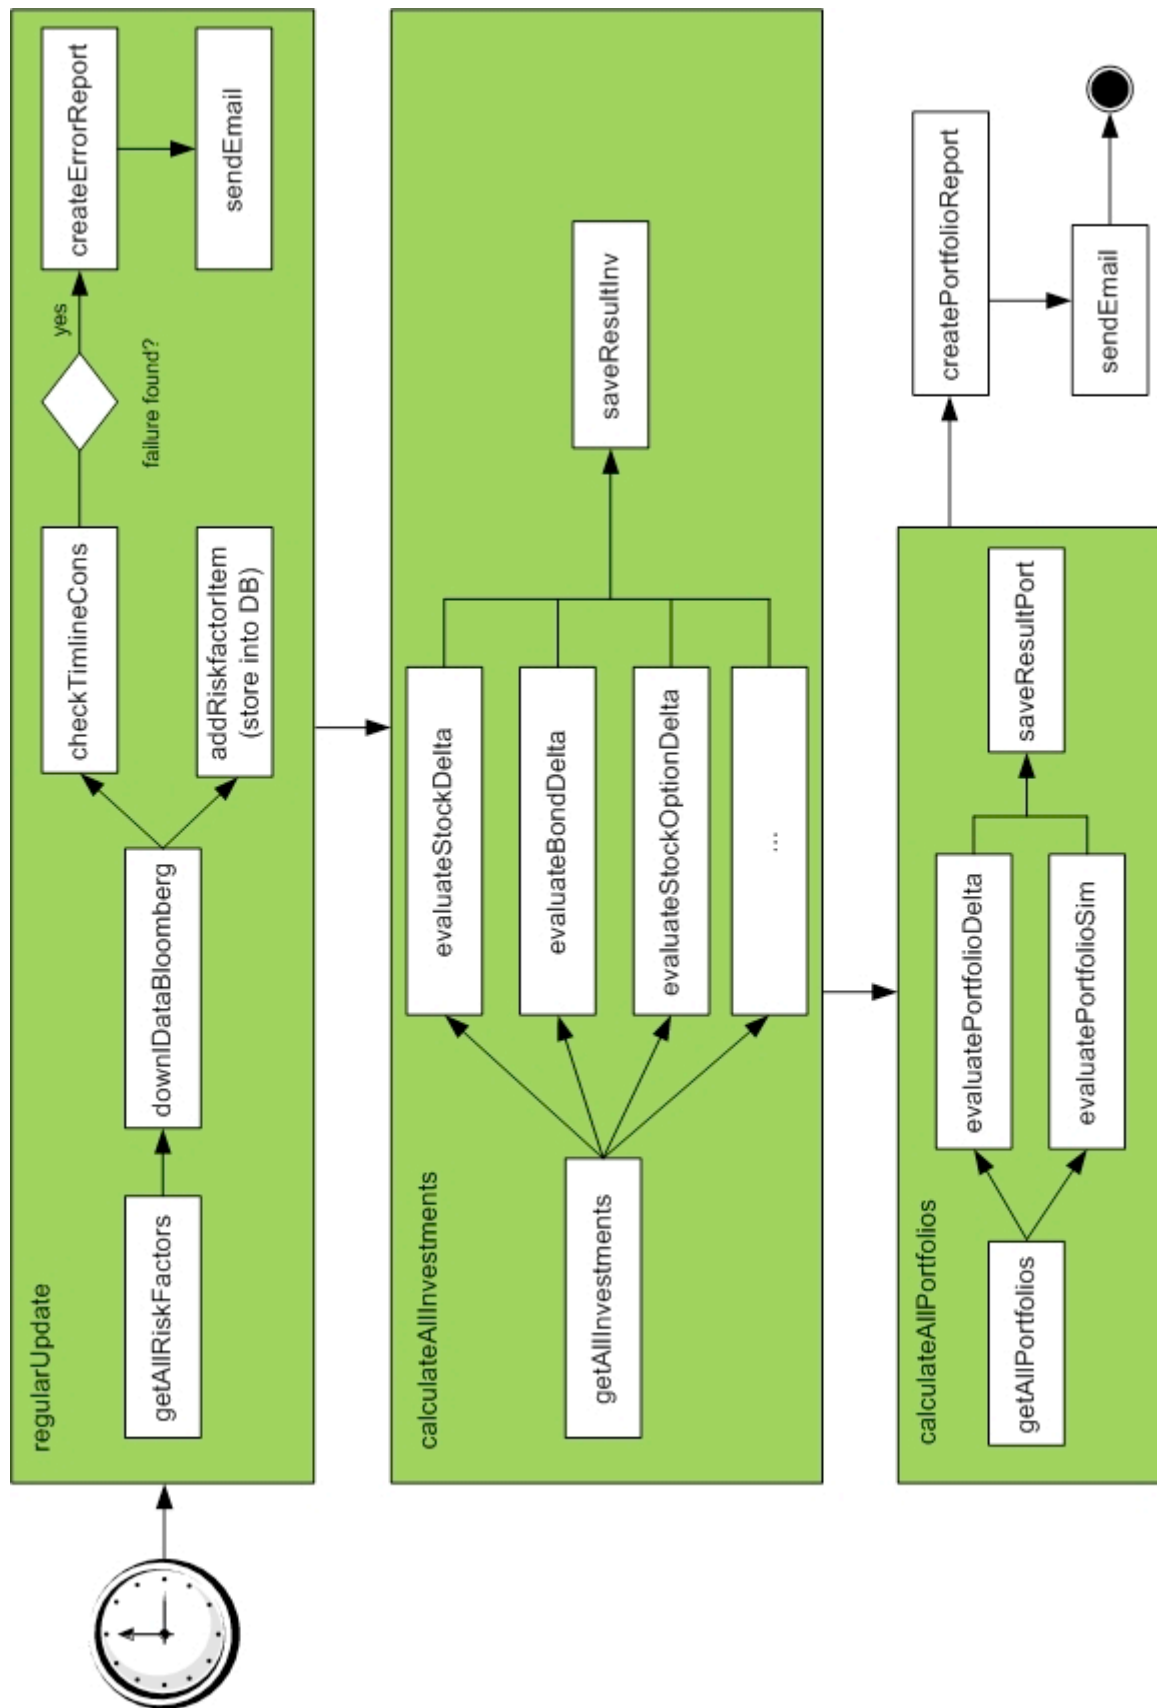 regularUpdate
getAllRiskFactors
downlDataBloomberg
checkTimlineCons
addRiskfactorItem
(store into DB)
failure found?
yes
createErrorReport
sendEmail
calculateAllInvestments
getAllInvestments
evaluateStockDelta
evaluateBondDelta
evaluateStockOptionDelta
...
saveResultInv
calculateAllPortfolios
getAllPortfolios
evaluatePortfolioDelta
evaluatePortfolioSim
saveResultPort
createPortfolioReport
sendEmail